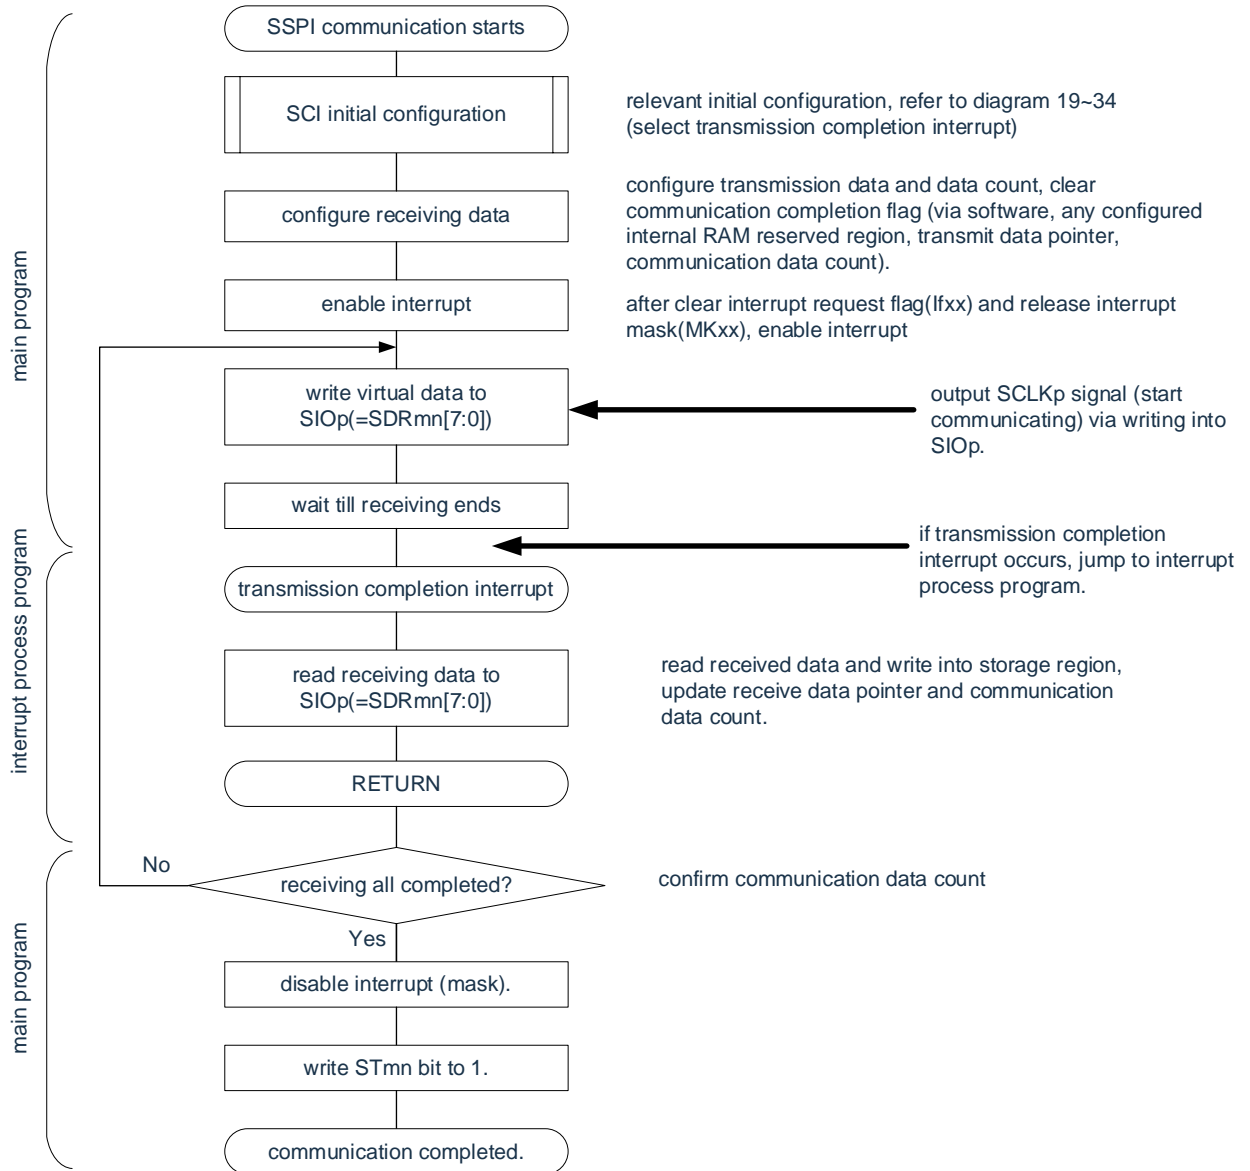 SSPI communication starts
SCI initial configuration
relevant initial configuration, refer to diagram 19~34
(select transmission completion interrupt)
configure receiving data
configure transmission data and data count, clear
communication completion flag (via software, any configured
internal RAM reserved region, transmit data pointer,
communication data count).
main program
enable interrupt
after clear interrupt request flag(Ifxx) and release interrupt
mask(MKxx), enable interrupt
write virtual data to
SIOp(=SDRmn[7:0])
output SCLKp signal (start
communicating) via writing into
SIOp.
wait till receiving ends
if transmission completion
interrupt occurs, jump to interrupt
process program.
interrupt process program
transmission completion interrupt
read receiving data to
SIOp(=SDRmn[7:0])
read received data and write into storage region,
update receive data pointer and communication
data count.
RETURN
No
receiving all completed?
confirm communication data count
Yes
main program
disable interrupt (mask).
write STmn bit to 1.
communication completed.